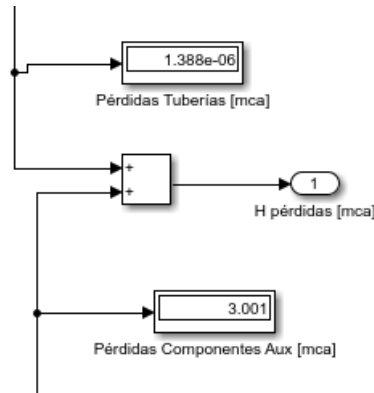 1.388e-06
Pérdidas Tuberías [mca]
+
+
1
H pérdidas [mca]
3.001
Pérdidas Componentes Aux [mca]